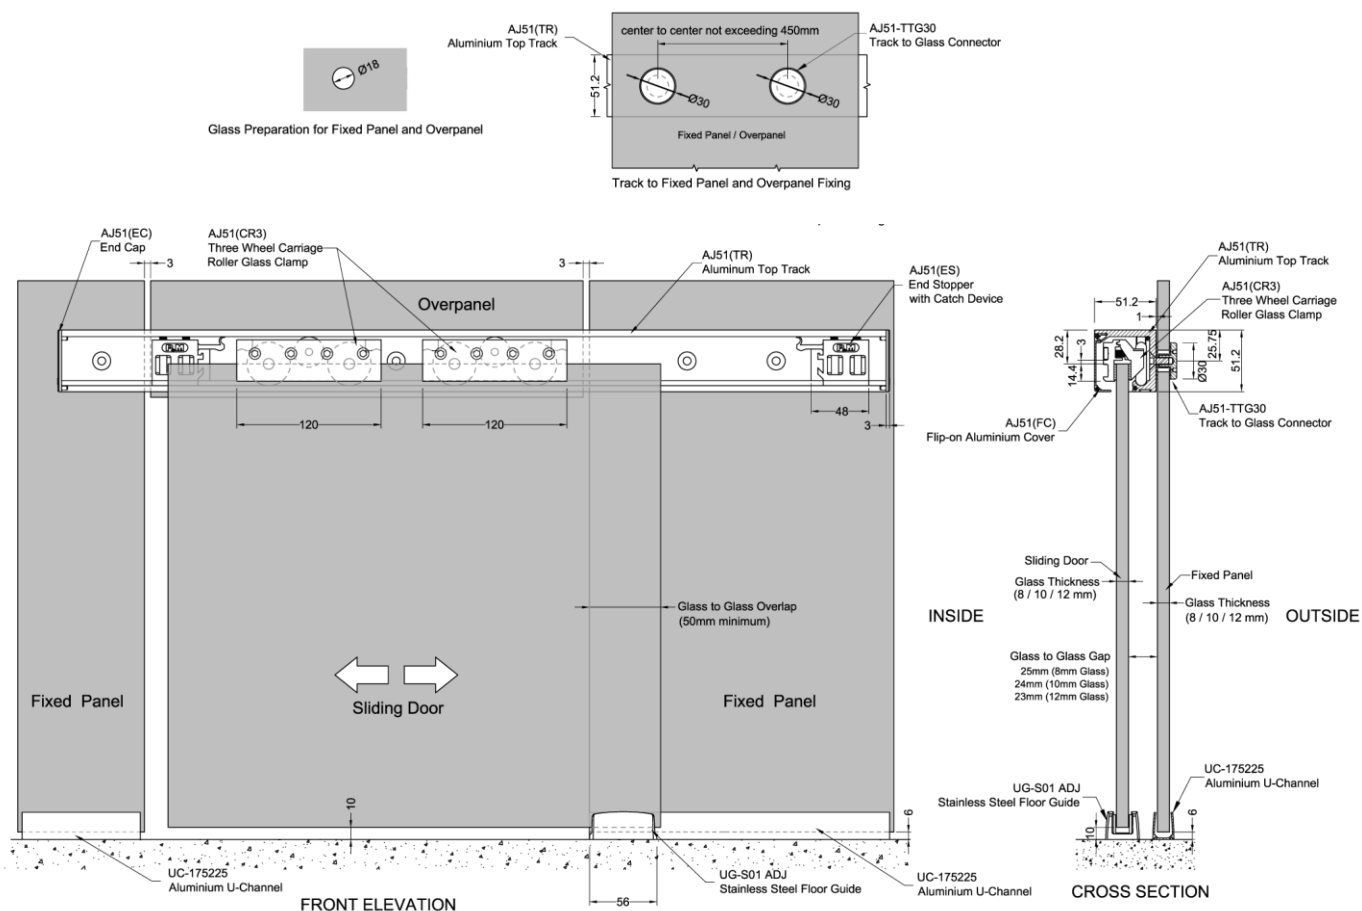 Ø18
Glass Preparation for Fixed Panel and Overpanel
AJ51(TR)
Aluminium Top Track
center to center not exceeding 450mm
AJ51-TTG30
Track to Glass Connector
51.2
Ø30
Ø30
Fixed Panel / Overpanel
Track to Fixed Panel and Overpanel Fixing
AJ51(EC)
End Cap
3
AJ51(CR3)
Three Wheel Carriage
Roller Glass Clamp
3
AJ51(TR)
Aluminum Top Track
AJ51(ES)
End Stopper
with Catch Device
Overpanel
120
120
48
3
Glass to Glass Overlap
(50mm minimum)
Fixed Panel
Sliding Door
Fixed Panel
10
6
UC-175225
Aluminium U-Channel
56
UG-S01 ADJ
Stainless Steel Floor Guide
UC-175225
Aluminium U-Channel
FRONT ELEVATION
AJ51(TR)
Aluminium Top Track
51.2
1
AJ51(CR3)
Three Wheel Carriage
Roller Glass Clamp
28.2
3
14.4
Ø30
25.75
51.2
AJ51(FC)
Flip-on Aluminium Cover
AJ51-TTG30
Track to Glass Connector
Sliding Door
Glass Thickness
(8 / 10 / 12 mm)
Fixed Panel
Glass Thickness
(8 / 10 / 12 mm)
INSIDE
OUTSIDE
Glass to Glass Gap
25mm (8mm Glass)
24mm (10mm Glass)
23mm (12mm Glass)
UC-175225
Aluminium U-Channel
UG-S01 ADJ
Stainless Steel Floor Guide
10
6
CROSS SECTION